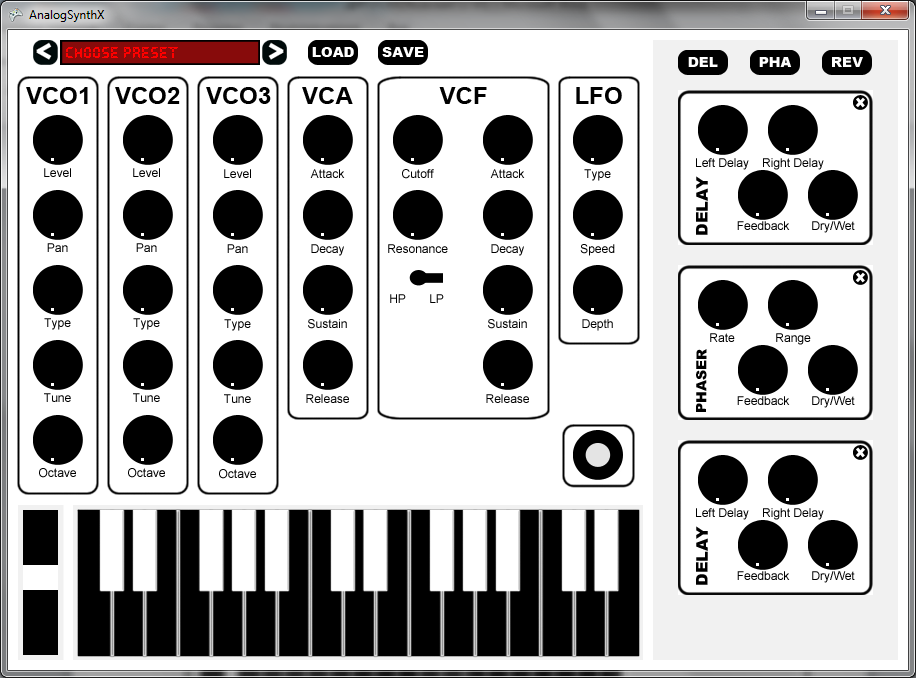 AnalogSynthX
< CHOOSE PRESET > LOAD SAVE
DEL PHA REV
VCO1 VCO2 VCO3 VCA VCF LFO
Level Level Level Attack Cutoff Attack Type
Pan Pan Pan Decay Resonance Decay Speed
Type Type Type Sustain HP LP Sustain Depth
Tune Tune Tune Release Release
Octave Octave Octave
Left Delay Right Delay
DELAY
Feedback Dry/Wet
Rate Range
PHASER
Feedback Dry/Wet
Left Delay Right Delay
DELAY
Feedback Dry/Wet